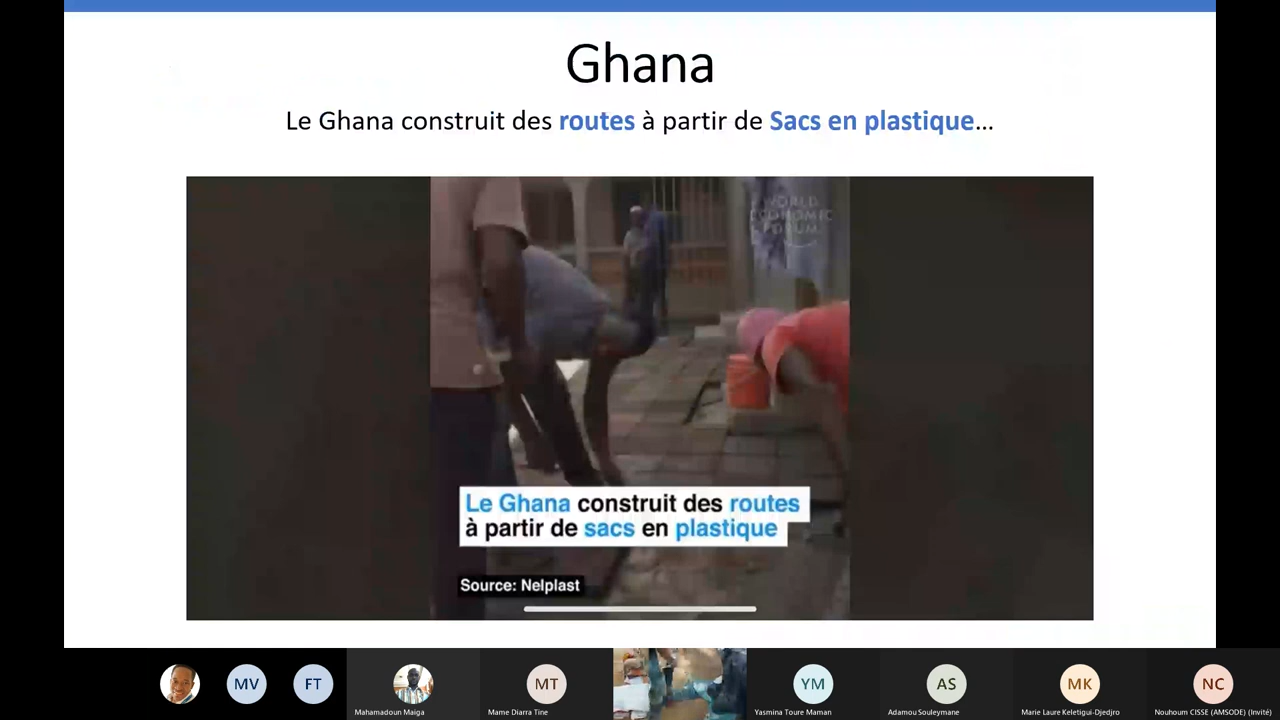 Ghana
Le Ghana construit des routes à partir de Sacs en plastique...
WORLD
ECONOMIC
FORUM
Le Ghana construit des routes
à partir de sacs en plastique
Source: Nelplast
MV
FT
Mahamadoun Maiga
MT
Mame Diarra Tine
YM
Yasmina Toure Maman
AS
Adamou Souleymane
MK
Marie Laure Keletigui-Djedjro
NC
Nouhoum CISSE (AMSODE) (Invité)